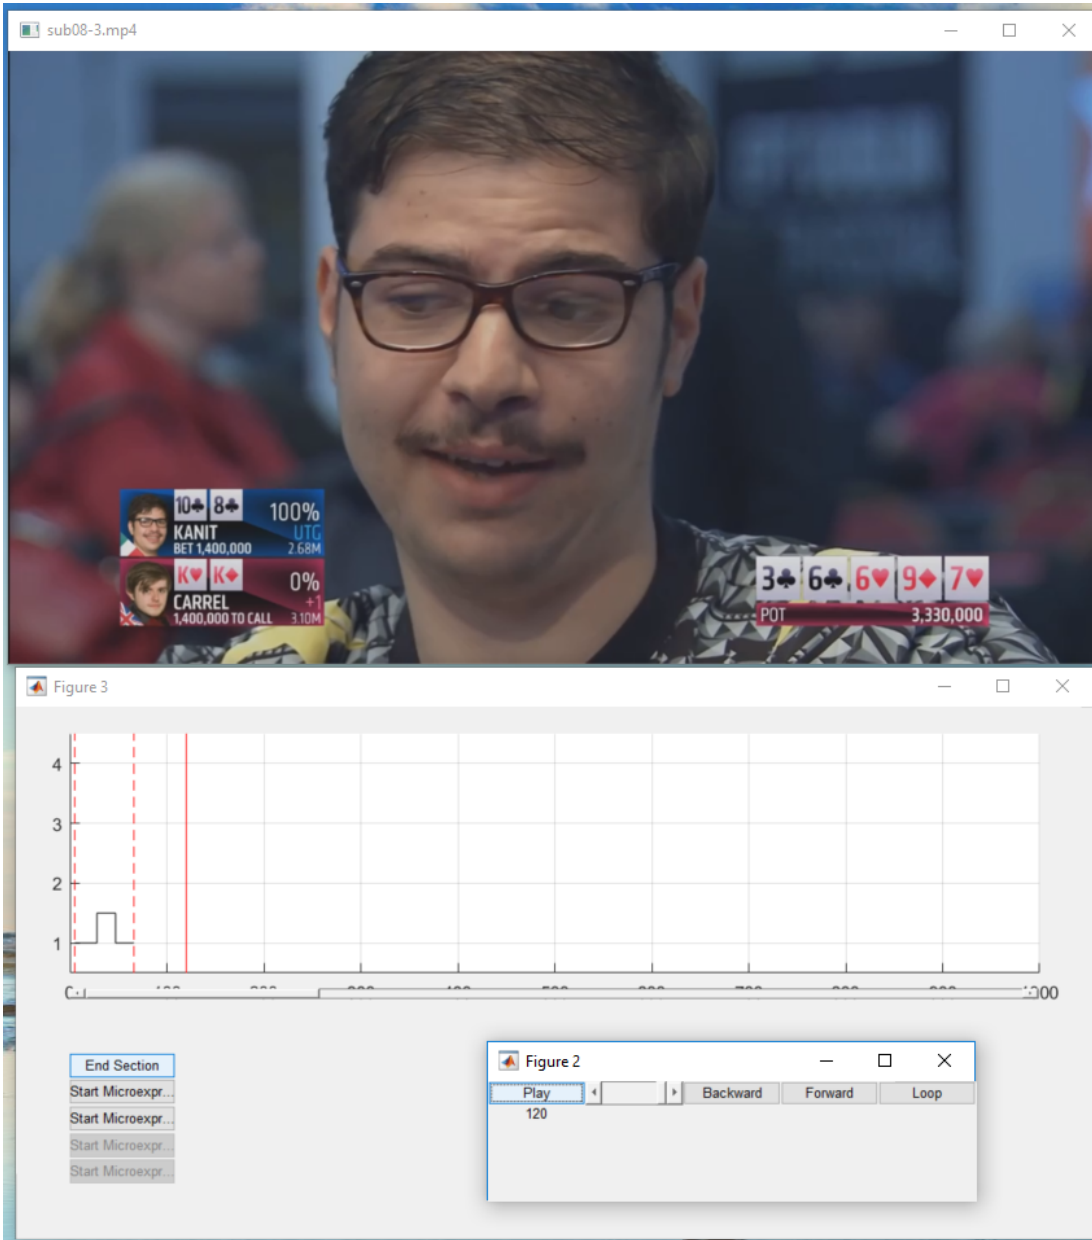 sub08-3.mp4
10♣ 8♣ 100%
KANIT UTG
BET 1,400,000 2.68M
K♥ K♦ 0%
CARREL +1
1,400,000 TO CALL 3.10M
3♣ 6♣ 6♥ 9♦ 7♥
POT 3,330,000
Figure 3
4
3
2
1
End Section
Start Microexpr...
Start Microexpr...
Start Microexpr...
Start Microexpr...
Figure 2
Play Backward Forward Loop
120